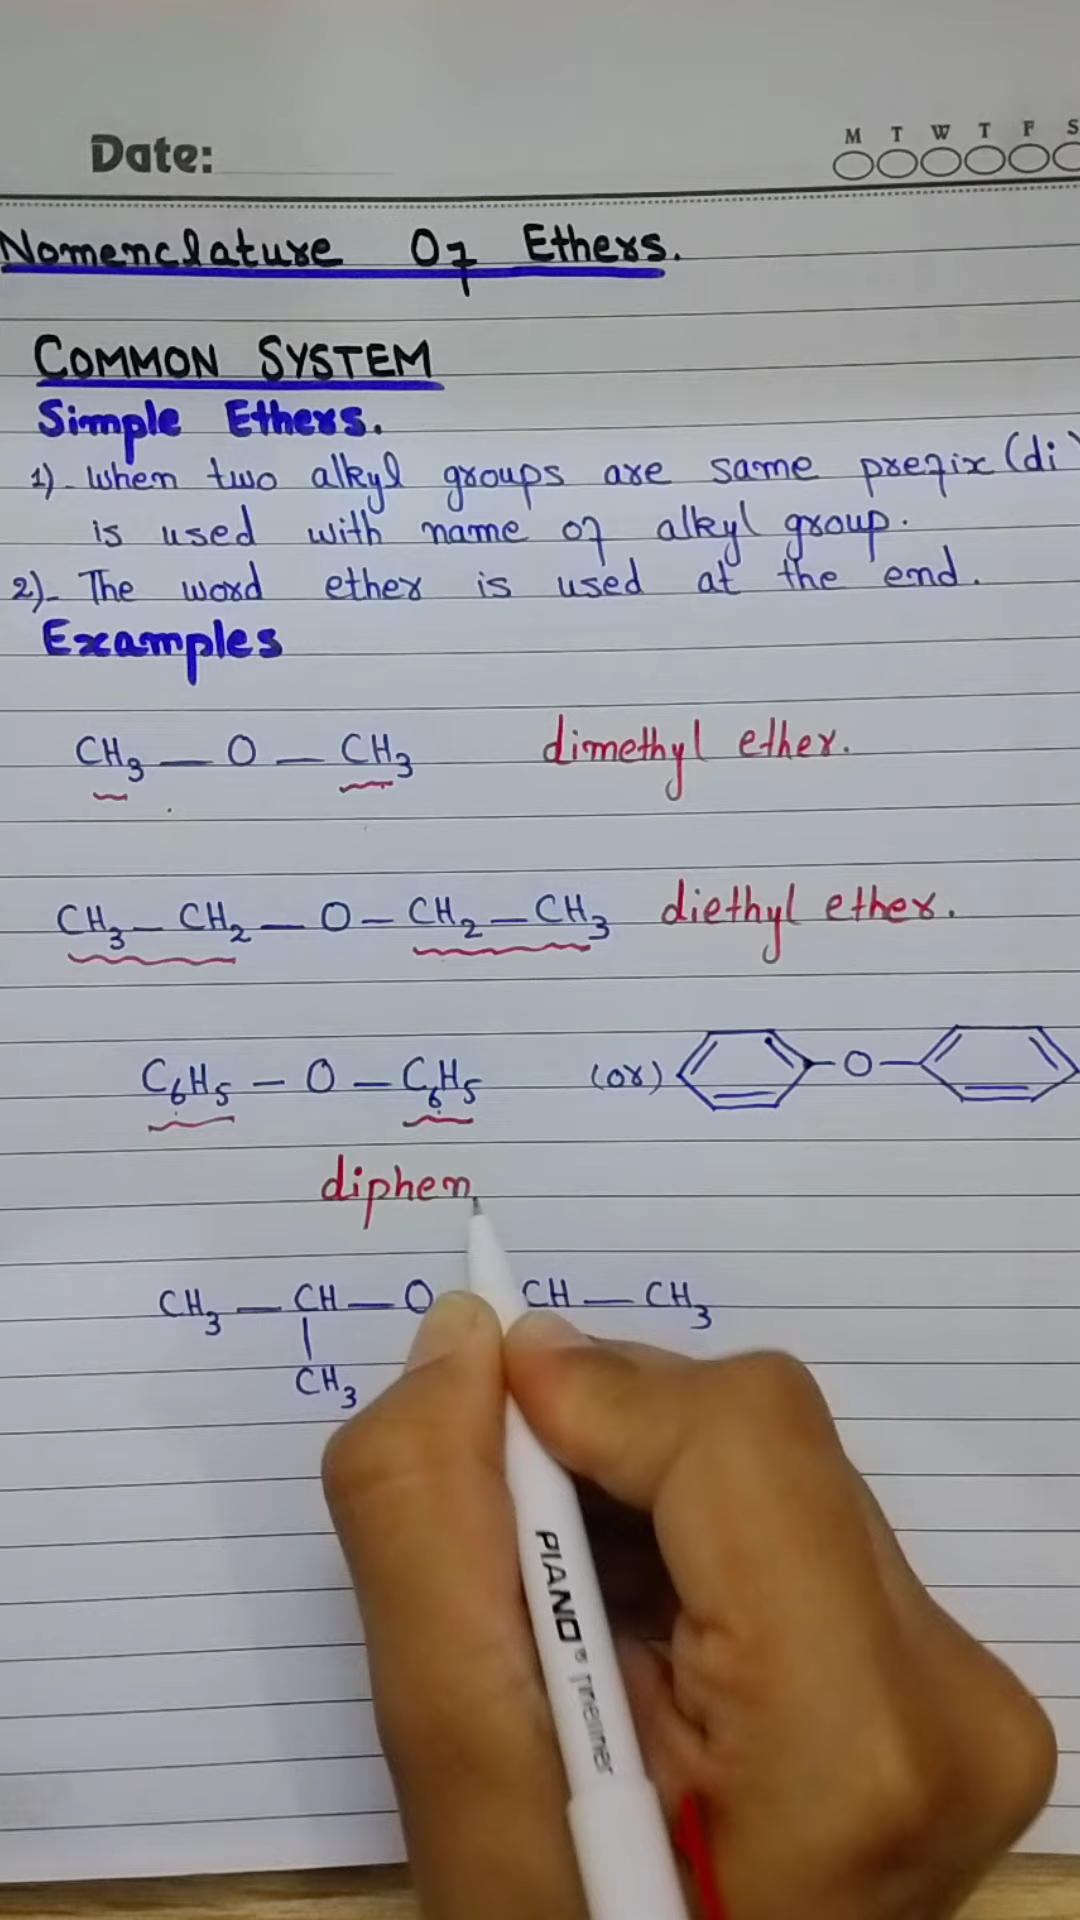 Date:
M T W T F S
Nomenclature Of Ethers.
COMMON SYSTEM
Simple Ethers.
1)- When two alkyl groups are same prefix (di)
is used with name of alkyl group.
2)- The word ether is used at the end.
Examples
CH₃ — O — CH₃ dimethyl ether.
CH₃ — CH₂ — O — CH₂ — CH₃ diethyl ether.
C₆H₅ — O — C₆H₅ (or) O
diphen
CH₃ — CH — O CH — CH₃
CH₃
PIANO Fineliner